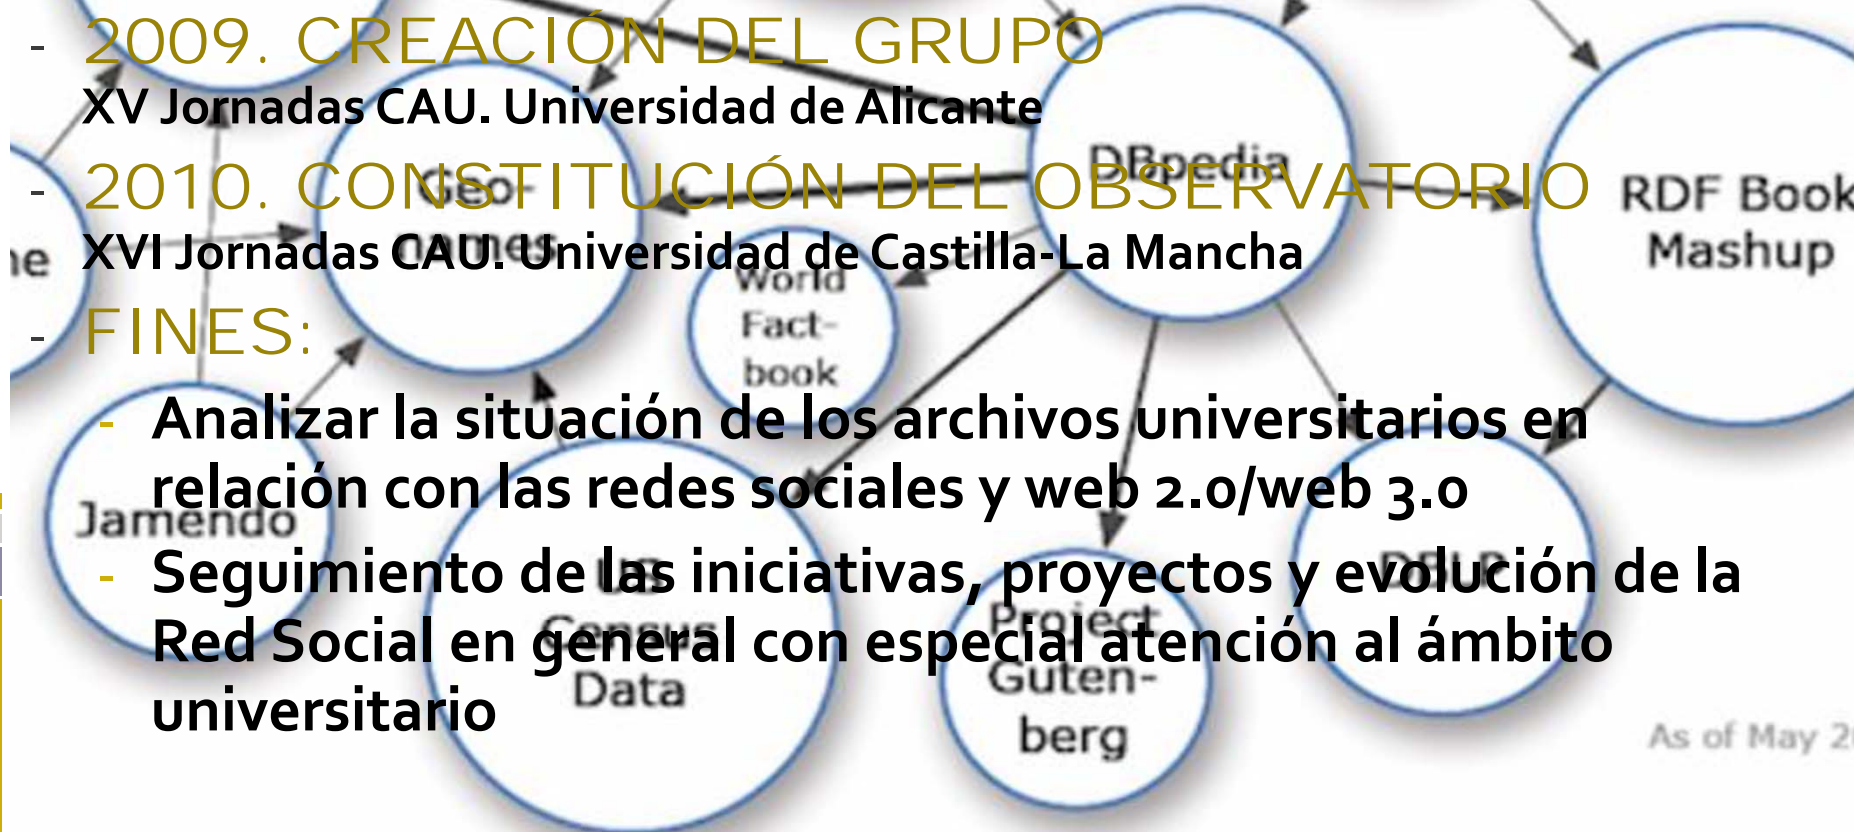 - 2009. CREACIÓN DEL GRUPO
XV Jornadas CAU. Universidad de Alicante
- 2010. CONSTITUCIÓN DEL OBSERVATORIO
XVI Jornadas CAU. Universidad de Castilla-La Mancha
- FINES:
- Analizar la situación de los archivos universitarios en
relación con las redes sociales y web 2.0/web 3.0
- Seguimiento de las iniciativas, proyectos y evolución de la
Red Social en general con especial atención al ámbito
universitario
DBpedia
Geo-
names
RDF Book
Mashup
World
Fact-
book
Jamendo
US
Census
Data
Project
Guten-
berg
DBLP
As of May